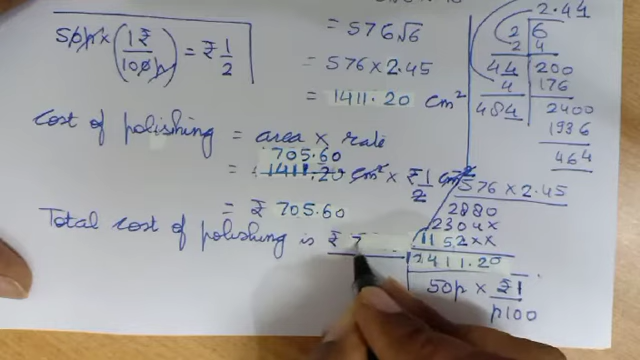 50p × (1₹/100p) = ₹ 1/2
= 576√6
= 576 × 2.45
= 1411.20 cm²
2.44
2 | 6
2 | 4
44 | 200
4 | 176
484 | 2400
1936
464
Cost of polishing = area × rate
705.60
= 1411.20 cm² × ₹ 1/2 cm²
= ₹ 705.60
Total cost of polishing is ₹ 7
576 × 2.45
2880
2304×
1152××
1411.20
50p × ₹1/p100